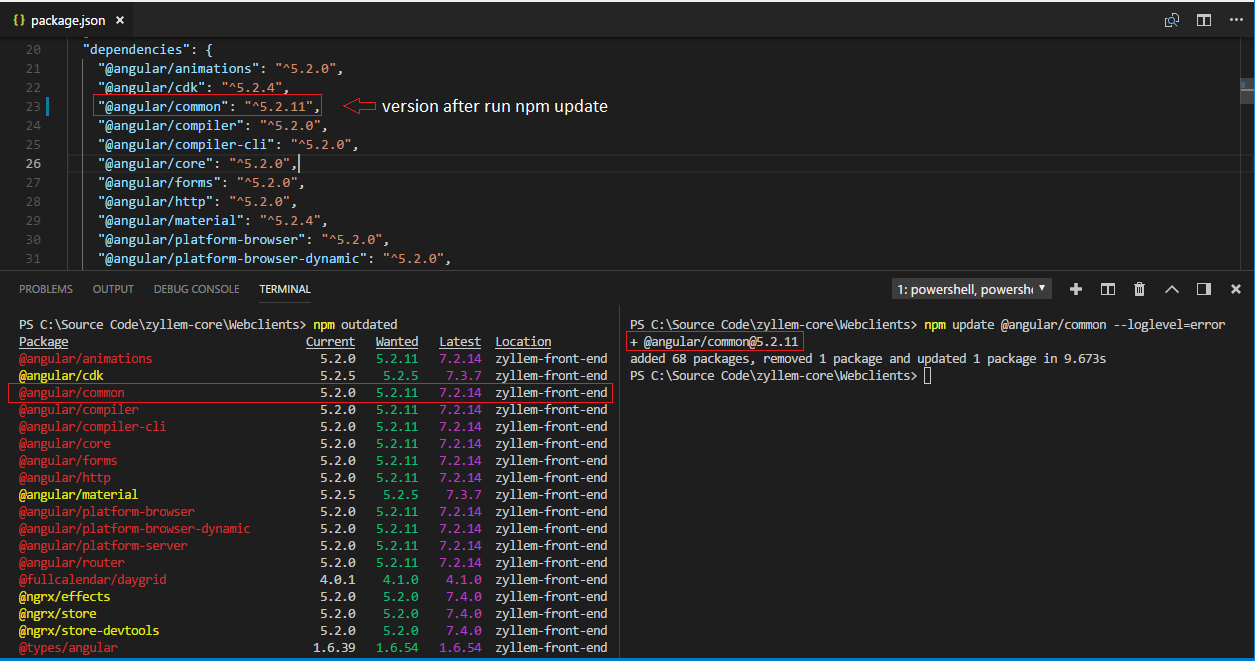 {} package.json ×
20 "dependencies": {
21 "@angular/animations": "^5.2.0",
22 "@angular/cdk": "^5.2.4",
23 "@angular/common": "^5.2.11", version after run npm update
24 "@angular/compiler": "^5.2.0",
25 "@angular/compiler-cli": "^5.2.0",
26 "@angular/core": "^5.2.0",
27 "@angular/forms": "^5.2.0",
28 "@angular/http": "^5.2.0",
29 "@angular/material": "^5.2.4",
30 "@angular/platform-browser": "^5.2.0",
31 "@angular/platform-browser-dynamic": "^5.2.0",
PROBLEMS OUTPUT DEBUG CONSOLE TERMINAL 1: powershell, powersh
PS C:\Source Code\zyllem-core\Webclients> npm outdated
Package Current Wanted Latest Location
@angular/animations 5.2.0 5.2.11 7.2.14 zyllem-front-end
@angular/cdk 5.2.5 5.2.5 7.3.7 zyllem-front-end
@angular/common 5.2.0 5.2.11 7.2.14 zyllem-front-end
@angular/compiler 5.2.0 5.2.11 7.2.14 zyllem-front-end
@angular/compiler-cli 5.2.0 5.2.11 7.2.14 zyllem-front-end
@angular/core 5.2.0 5.2.11 7.2.14 zyllem-front-end
@angular/forms 5.2.0 5.2.11 7.2.14 zyllem-front-end
@angular/http 5.2.0 5.2.11 7.2.14 zyllem-front-end
@angular/material 5.2.5 5.2.5 7.3.7 zyllem-front-end
@angular/platform-browser 5.2.0 5.2.11 7.2.14 zyllem-front-end
@angular/platform-browser-dynamic 5.2.0 5.2.11 7.2.14 zyllem-front-end
@angular/platform-server 5.2.0 5.2.11 7.2.14 zyllem-front-end
@angular/router 5.2.0 5.2.11 7.2.14 zyllem-front-end
@fullcalendar/daygrid 4.0.1 4.1.0 4.1.0 zyllem-front-end
@ngrx/effects 5.2.0 5.2.0 7.4.0 zyllem-front-end
@ngrx/store 5.2.0 5.2.0 7.4.0 zyllem-front-end
@ngrx/store-devtools 5.2.0 5.2.0 7.4.0 zyllem-front-end
@types/angular 1.6.39 1.6.54 1.6.54 zyllem-front-end
PS C:\Source Code\zyllem-core\Webclients> npm update @angular/common --loglevel=error
+ @angular/common@5.2.11
added 68 packages, removed 1 package and updated 1 package in 9.673s
PS C:\Source Code\zyllem-core\Webclients>